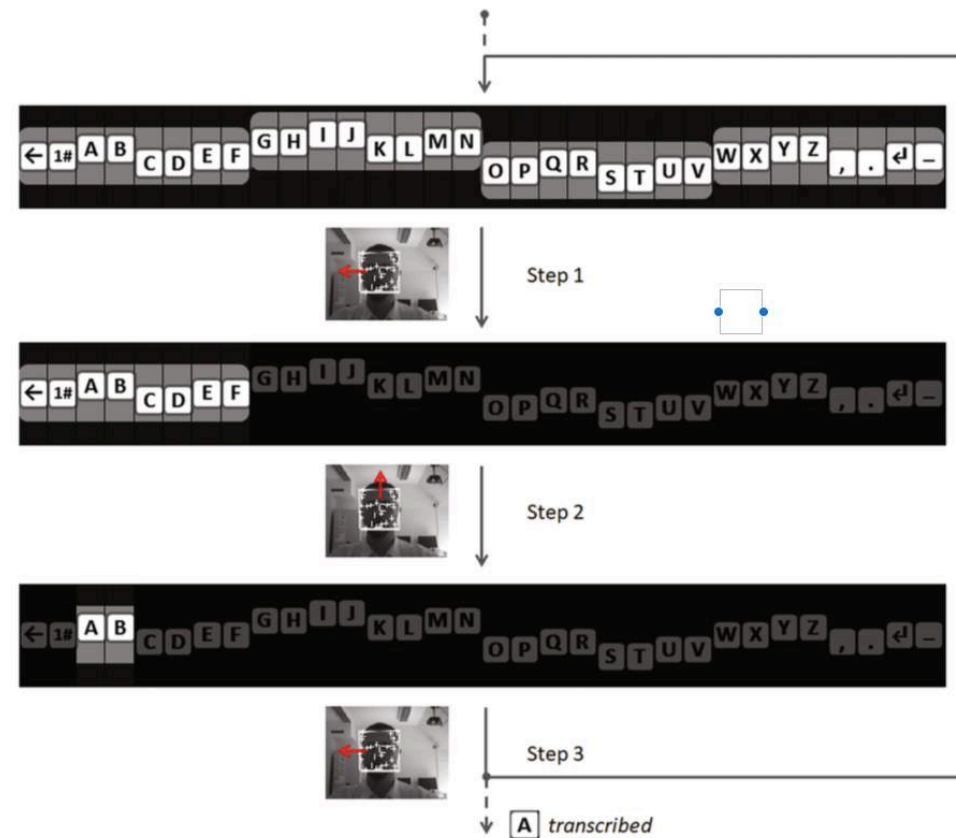 ← 1# A B C D E F G H I J K L M N O P Q R S T U V W X Y Z , . ↲ _
Step 1
← 1# A B C D E F G H I J K L M N O P Q R S T U V W X Y Z , . ↲ _
Step 2
← 1# A B C D E F G H I J K L M N O P Q R S T U V W X Y Z , . ↲ _
Step 3
A transcribed